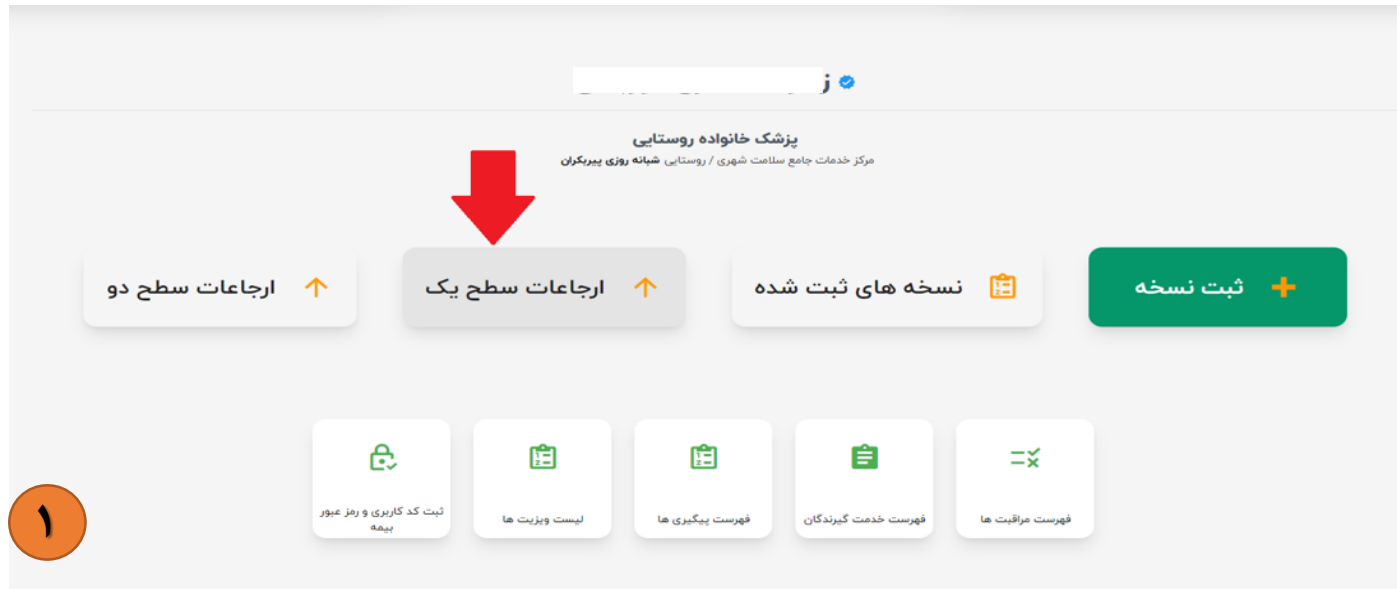 پزشک خانواده روستایی
مرکز خدمات جامع سلامت شهری / روستایی شبانه روزی پیربکران
ثبت نسخه
نسخه های ثبت شده
ارجاعات سطح یک
ارجاعات سطح دو
فهرست مراقبت ها
فهرست خدمت گیرندگان
فهرست پیگیری ها
لیست ویزیت ها
ثبت کد کاربری و رمز عبور
بیمه
۱